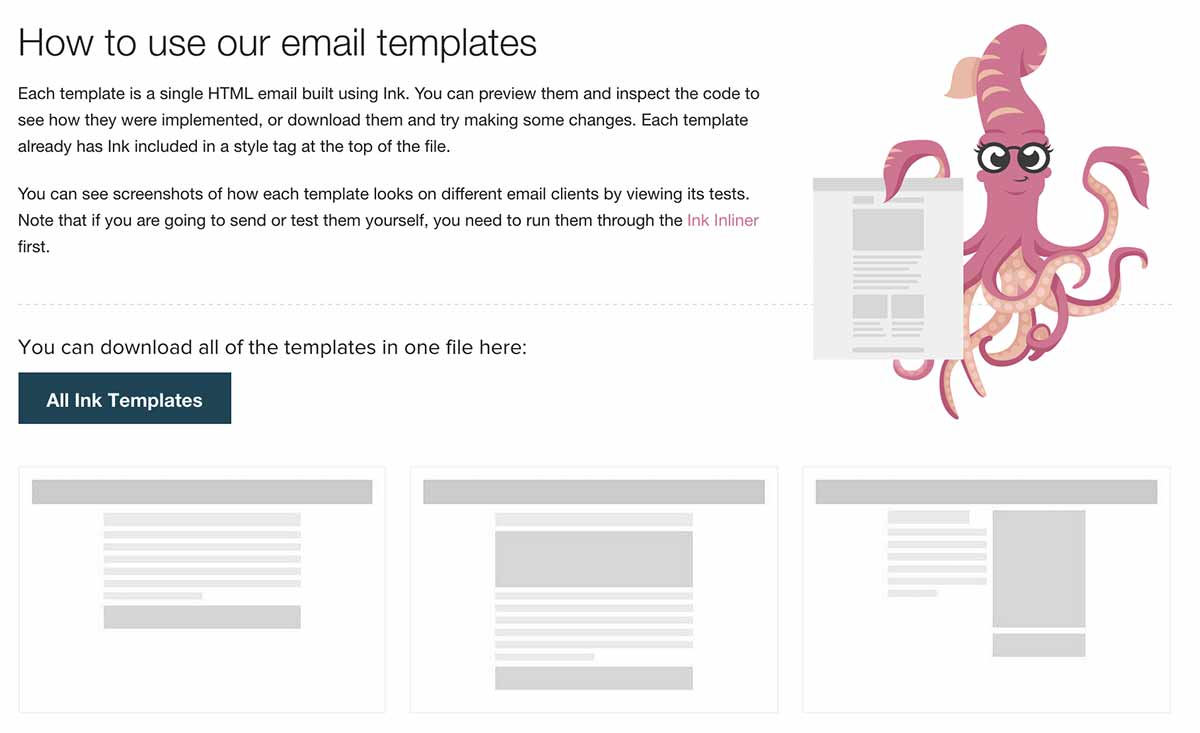 How to use our email templates
Each template is a single HTML email built using Ink. You can preview them and inspect the code to
see how they were implemented, or download them and try making some changes. Each template
already has Ink included in a style tag at the top of the file.
You can see screenshots of how each template looks on different email clients by viewing its tests.
Note that if you are going to send or test them yourself, you need to run them through the Ink Inliner
first.
You can download all of the templates in one file here:
All Ink Templates